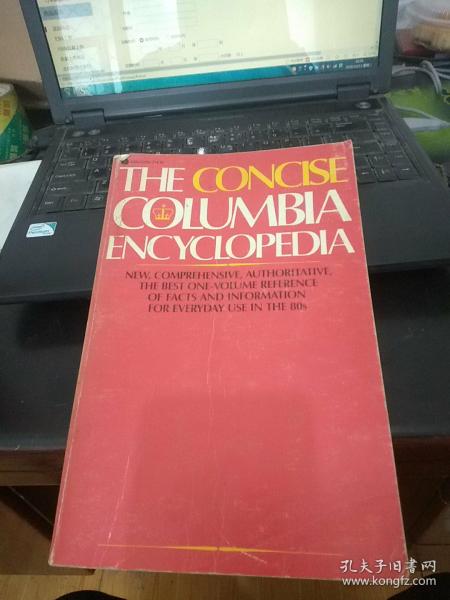 THE CONCISE
COLUMBIA
ENCYCLOPEDIA
NEW, COMPREHENSIVE, AUTHORITATIVE,
THE BEST ONE-VOLUME REFERENCE
OF FACTS AND INFORMATION
FOR EVERYDAY USE IN THE 80s
孔夫子旧书网
www.kongfz.com